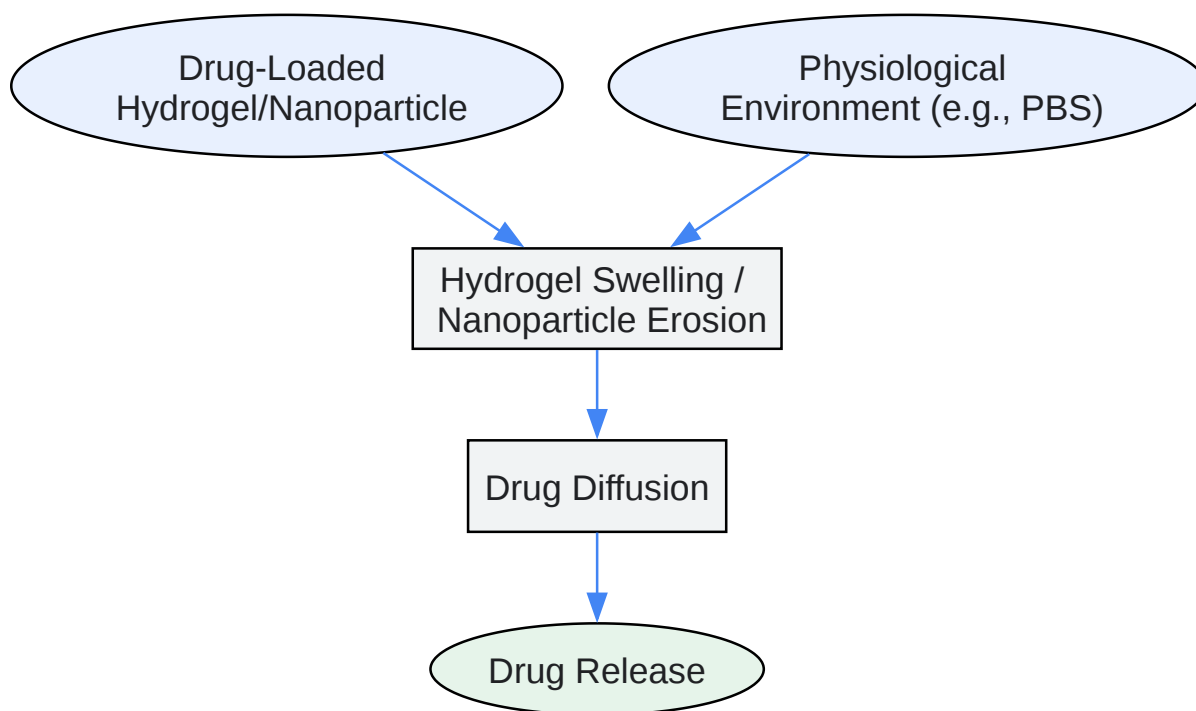 Drug-Loaded
Hydrogel/Nanoparticle
Physiological
Environment (e.g., PBS)
Hydrogel Swelling /
Nanoparticle Erosion
Drug Diffusion
Drug Release